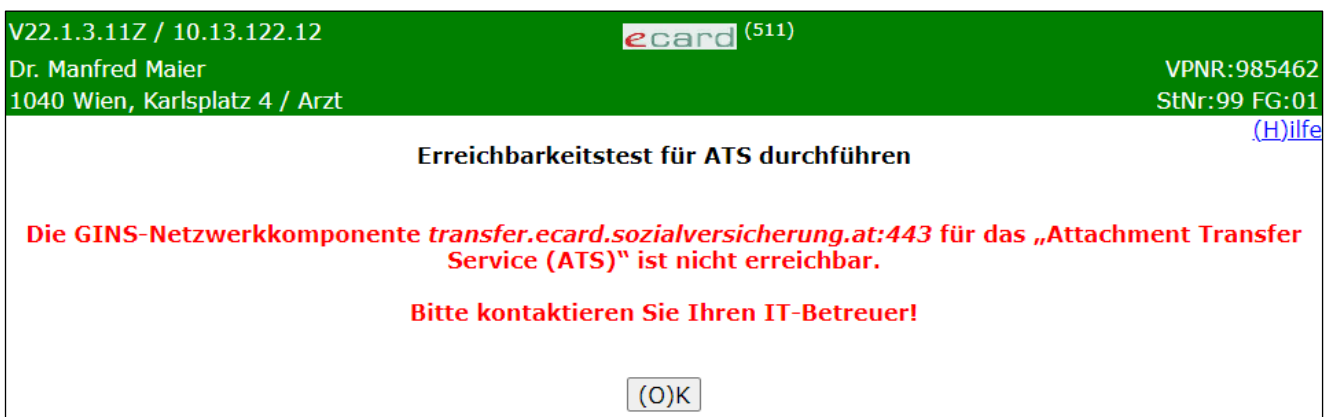 V22.1.3.11Z / 10.13.122.12
ecard (511)
Dr. Manfred Maier
VPNR:985462
1040 Wien, Karlsplatz 4 / Arzt
StNr:99 FG:01
(H)ilfe
Erreichbarkeitstest für ATS durchführen
Die GINS-Netzwerkkomponente transfer.ecard.sozialversicherung.at:443 für das „Attachment Transfer
Service (ATS)“ ist nicht erreichbar.
Bitte kontaktieren Sie Ihren IT-Betreuer!
(O)K